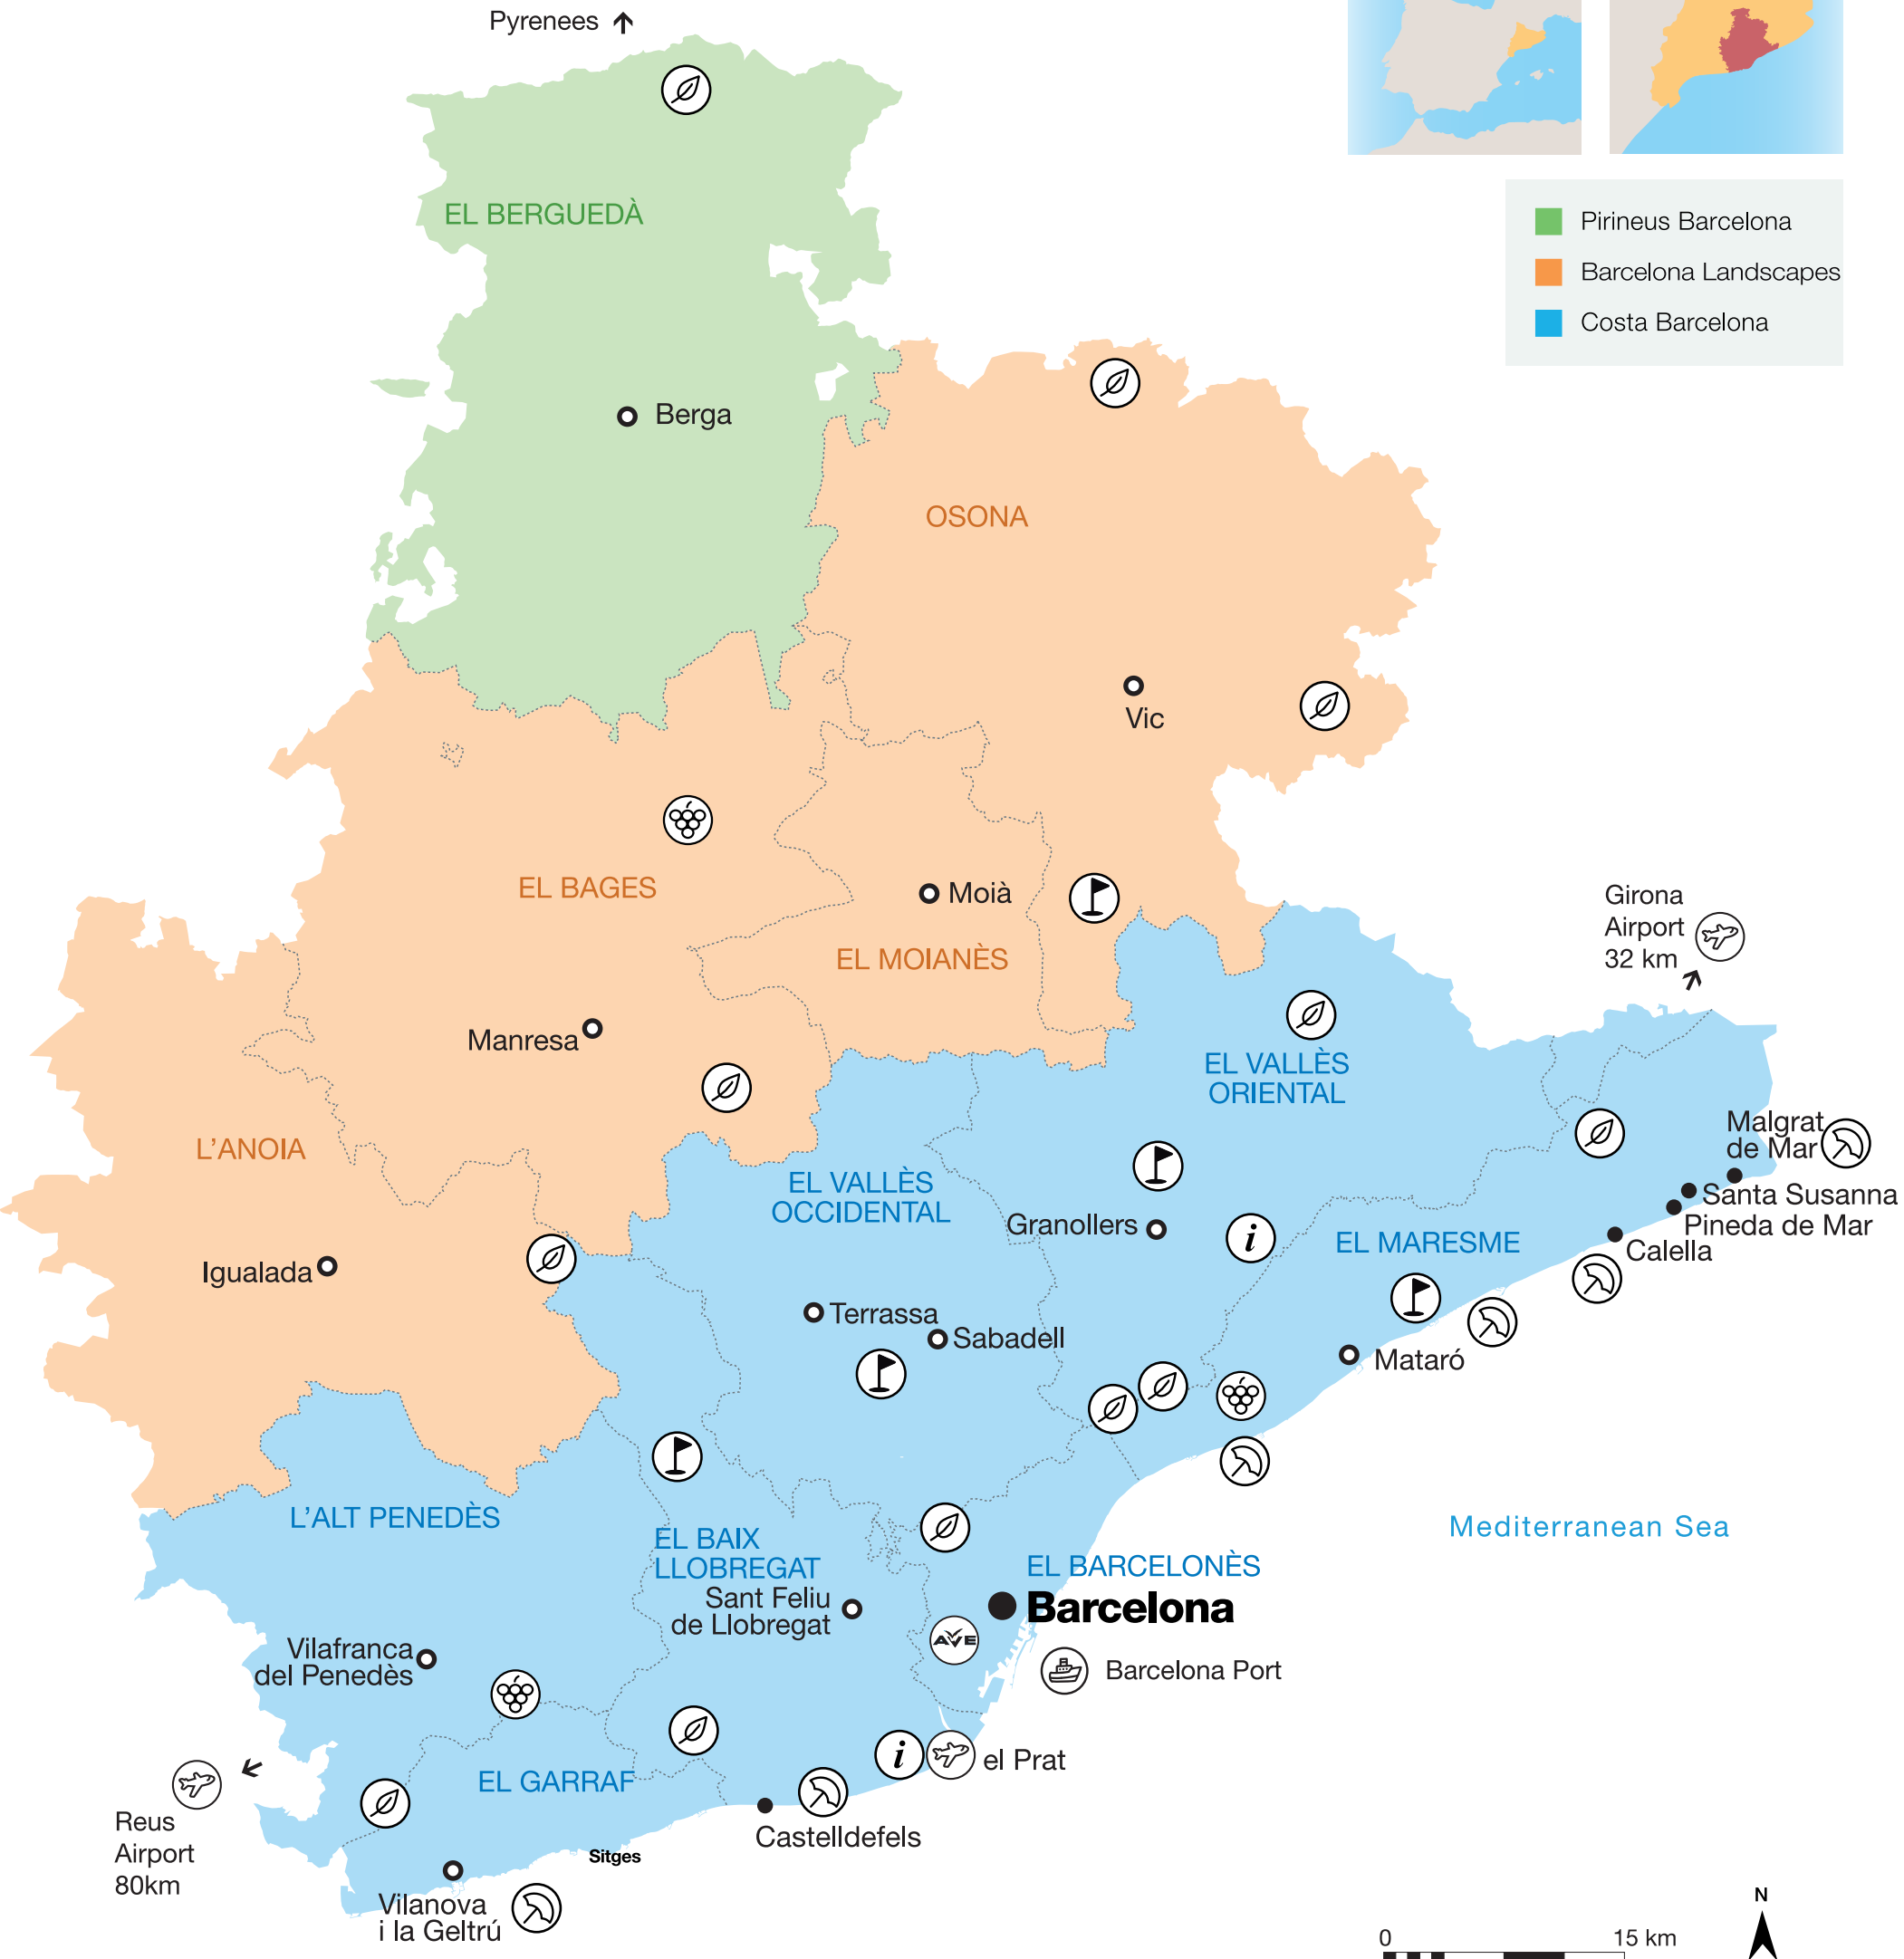 Pyrenees
Pirineus Barcelona
Barcelona Landscapes
Costa Barcelona
EL BERGUEDÀ
Berga
OSONA
Vic
EL BAGES
Moià
EL MOIANÈS
Girona
Airport
32 km
Manresa
EL VALLÈS
ORIENTAL
L'ANOIA
Malgrat
de Mar
EL VALLÈS
OCCIDENTAL
Santa Susanna
Pineda de Mar
Granollers
i
EL MARESME
Calella
Igualada
Terrassa
Sabadell
Mataró
L'ALT PENEDÈS
Mediterranean Sea
EL BAIX
LLOBREGAT
EL BARCELONÈS
Barcelona
Sant Feliu
de Llobregat
AVE
Vilafranca
del Penedès
Barcelona Port
i
el Prat
EL GARRAF
Reus
Airport
80km
Castelldefels
Sitges
Vilanova
i la Geltrú
N
0 15 km